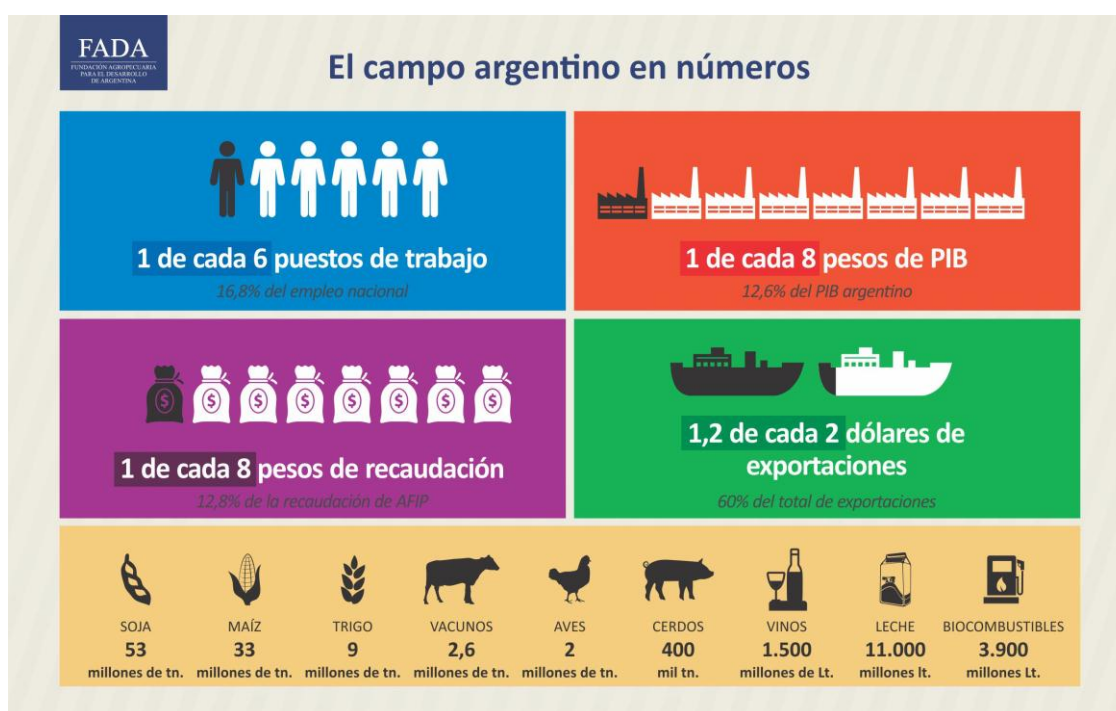 FADA
FUNDACIÓN AGROPECUARIA
PARA EL DESARROLLO
DE ARGENTINA
El campo argentino en números
1 de cada 6 puestos de trabajo
16,8% del empleo nacional
1 de cada 8 pesos de PIB
12,6% del PIB argentino
1 de cada 8 pesos de recaudación
12,8% de la recaudación de AFIP
1,2 de cada 2 dólares de
exportaciones
60% del total de exportaciones
SOJA
53
millones de tn.
MAÍZ
33
millones de tn.
TRIGO
9
millones de tn.
VACUNOS
2,6
millones de tn.
AVES
2
millones de tn.
CERDOS
400
mil tn.
VINOS
1.500
millones de Lt.
LECHE
11.000
millones lt.
BIOCOMBUSTIBLES
3.900
millones Lt.